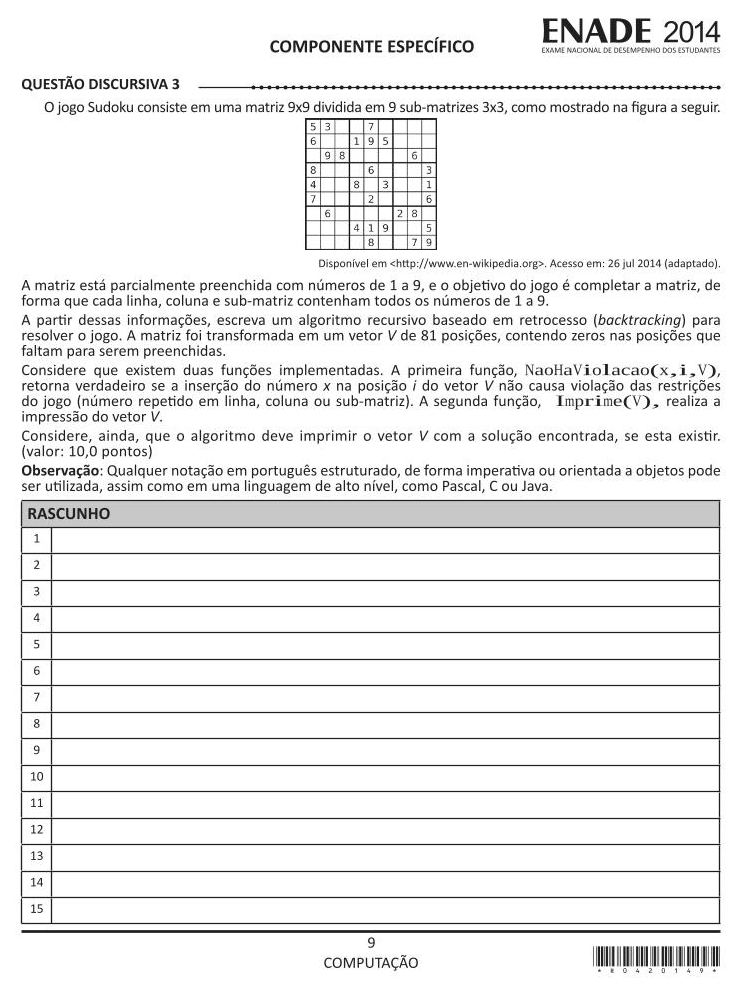 ENADE 2014
EXAME NACIONAL DE DESEMPENHO DOS ESTUDANTES
COMPONENTE ESPECÍFICO
QUESTÃO DISCURSIVA 3
O jogo Sudoku consiste em uma matriz 9x9 dividida em 9 sub-matrizes 3x3, como mostrado na figura a seguir.
5 3 7
6 1 9 5
9 8 6
8 6 3
4 8 3 1
7 2 6
6 2 8
4 1 9 5
8 7 9
Disponível em <http://www.en-wikipedia.org>. Acesso em: 26 jul 2014 (adaptado).
A matriz está parcialmente preenchida com números de 1 a 9, e o objetivo do jogo é completar a matriz, de
forma que cada linha, coluna e sub-matriz contenham todos os números de 1 a 9.
A partir dessas informações, escreva um algoritmo recursivo baseado em retrocesso (backtracking) para
resolver o jogo. A matriz foi transformada em um vetor V de 81 posições, contendo zeros nas posições que
faltam para serem preenchidas.
Considere que existem duas funções implementadas. A primeira função, NaoHaViolacao(x,i,V),
retorna verdadeiro se a inserção do número x na posição i do vetor V não causa violação das restrições
do jogo (número repetido em linha, coluna ou sub-matriz). A segunda função, Imprime(V), realiza a
impressão do vetor V.
Considere, ainda, que o algoritmo deve imprimir o vetor V com a solução encontrada, se esta existir.
(valor: 10,0 pontos)
Observação: Qualquer notação em português estruturado, de forma imperativa ou orientada a objetos pode
ser utilizada, assim como em uma linguagem de alto nível, como Pascal, C ou Java.
RASCUNHO
1
2
3
4
5
6
7
8
9
10
11
12
13
14
15
9
COMPUTAÇÃO
*80420149*